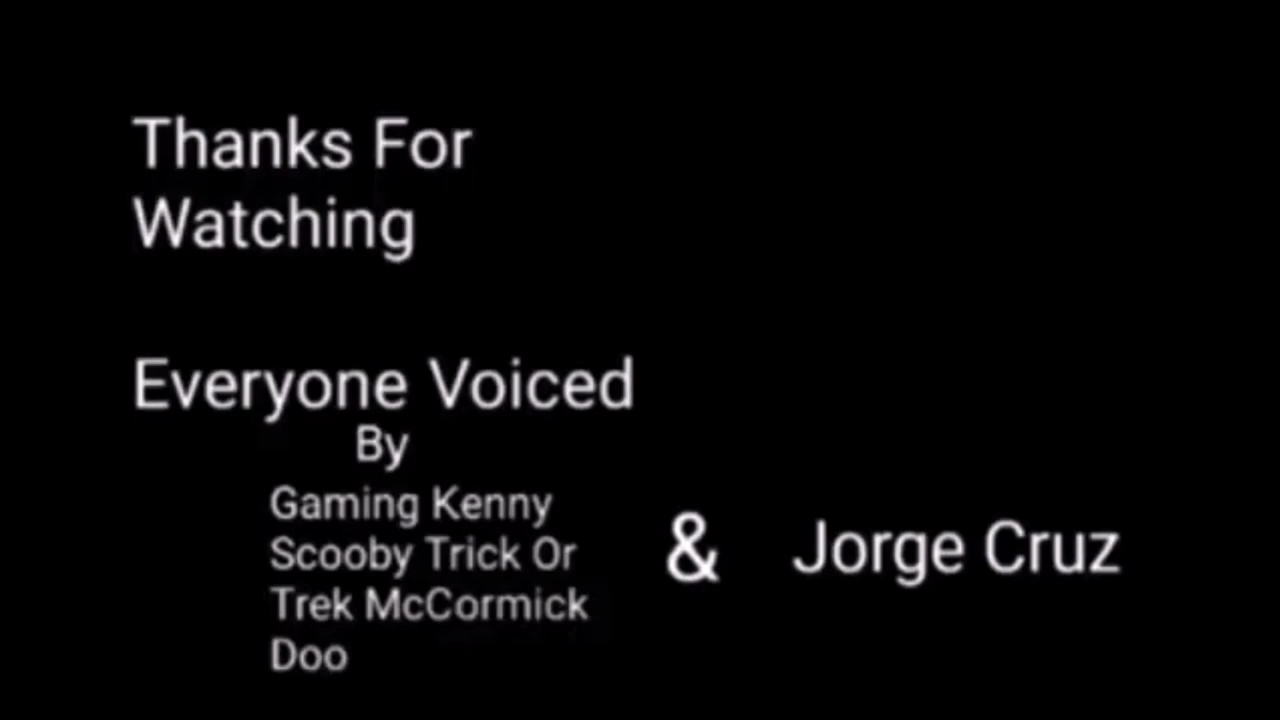 Thanks For
Watching
Everyone Voiced
By
Gaming Kenny
Scooby Trick Or
Trek McCormick
Doo
& Jorge Cruz